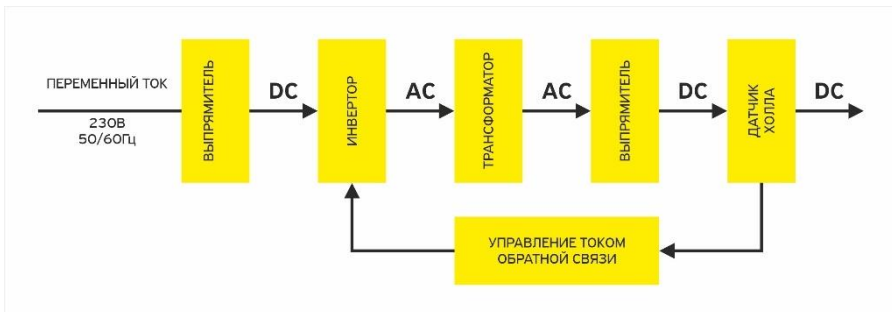 ПЕРЕМЕННЫЙ ТОК
230В
50/60Гц
ВЫПРЯМИТЕЛЬ
DC
ИНВЕРТОР
AC
ТРАНСФОРМАТОР
AC
ВЫПРЯМИТЕЛЬ
DC
ДАТЧИК
ХОЛЛА
DC
УПРАВЛЕНИЕ ТОКОМ
ОБРАТНОЙ СВЯЗИ